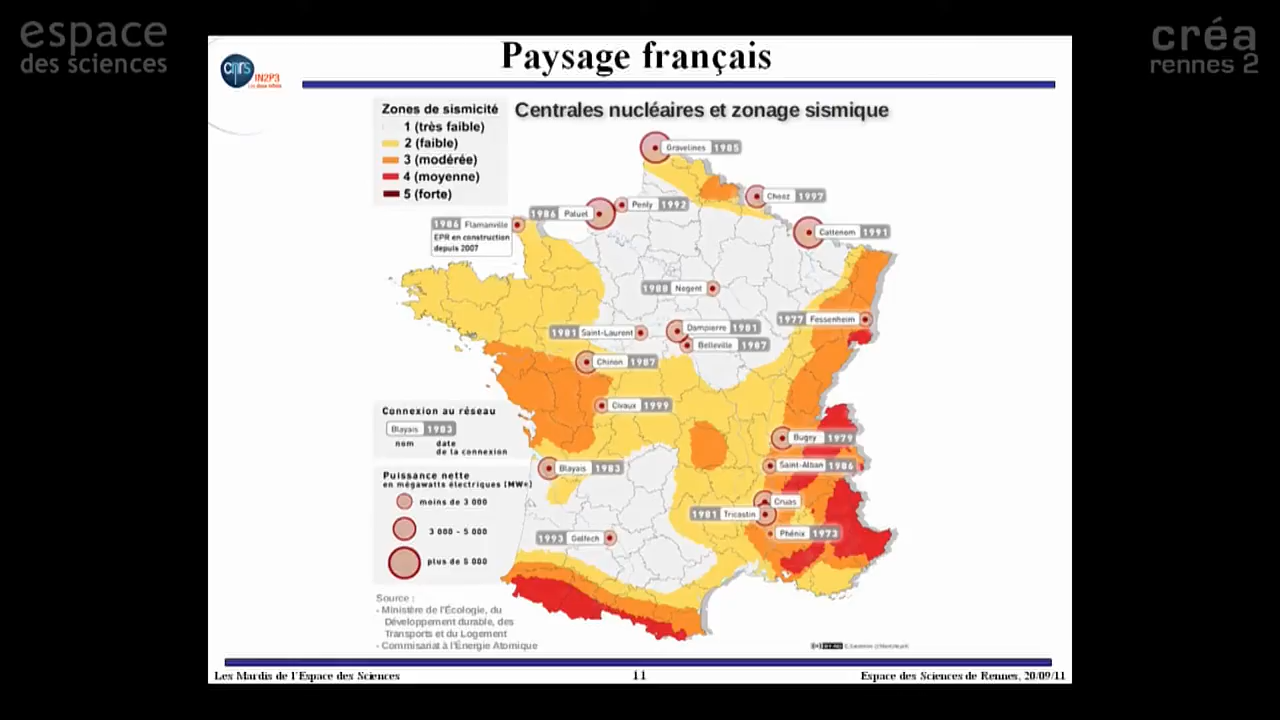 espace
des sciences
créa
rennes 2
Paysage français
cnrs
IN2P3
Les deux infinis
Centrales nucléaires et zonage sismique
Zones de sismicité
1 (très faible)
2 (faible)
3 (modérée)
4 (moyenne)
5 (forte)
Gravelines 1985
Chooz 1997
Penly 1992
1986 Paluel
1986 Flamanville
EPR en construction
depuis 2007
Cattenom 1991
1988 Nogent
1977 Fessenheim
1981 Saint-Laurent
Dampierre 1981
Belleville 1987
Chinon 1987
Civaux 1999
Connexion au réseau
Blayais 1983
nom date
de la connexion
Bugey 1979
Saint-Alban 1986
Blayais 1983
Puissance nette
en mégawatts électriques (MWe)
moins de 3 000
3 000 - 5 000
plus de 5 000
Cruas
1981 Tricastin
Phénix 1973
1993 Golfech
Source :
- Ministère de l'Écologie, du
Développement durable, des
Transports et du Logement
- Commisariat à l'Énergie Atomique
Les Mardis de l'Espace des Sciences
11
Espace des Sciences de Rennes, 20/09/11